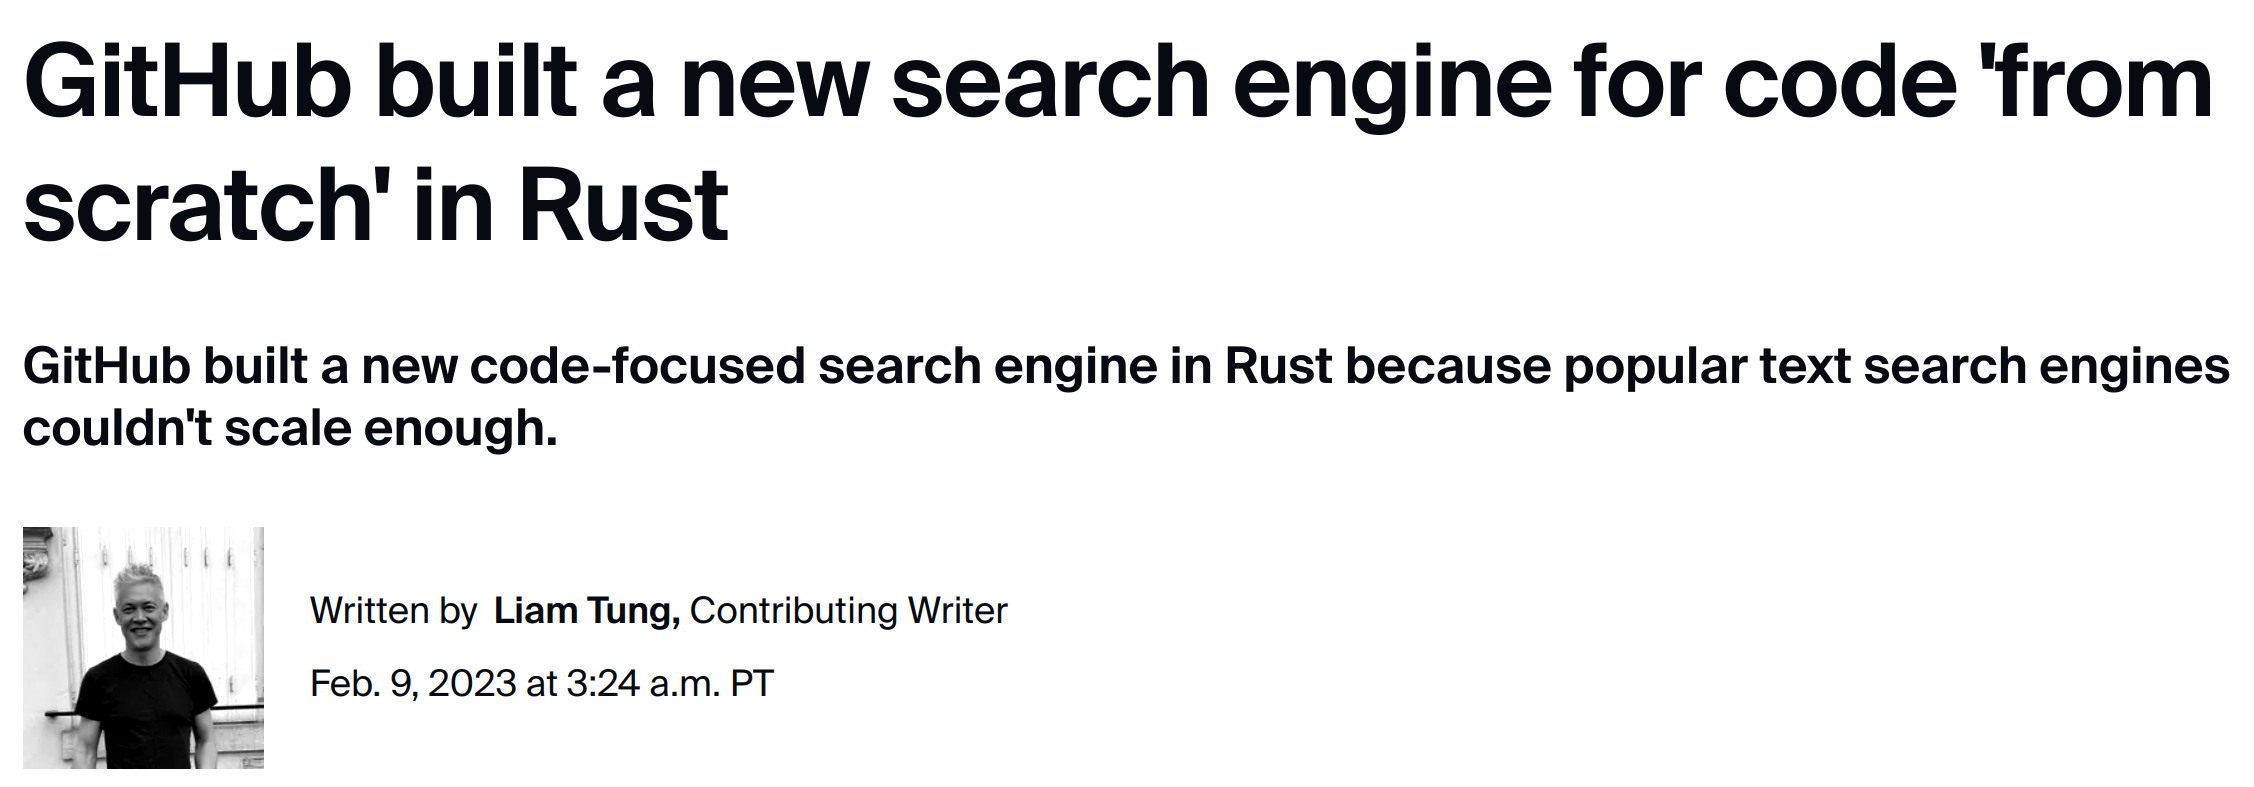 GitHub built a new search engine for code 'from
scratch' in Rust
GitHub built a new code-focused search engine in Rust because popular text search engines
couldn't scale enough.
Written by Liam Tung, Contributing Writer
Feb. 9, 2023 at 3:24 a.m. PT